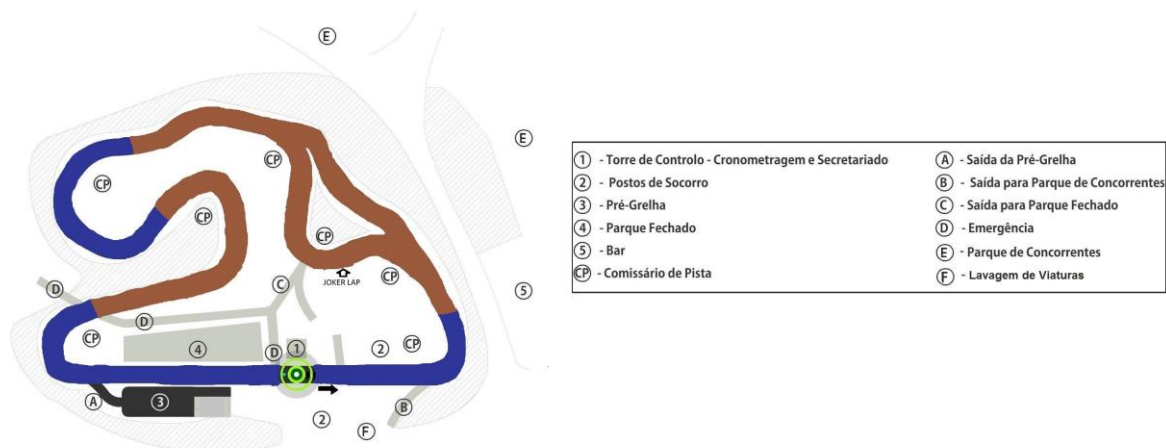 E
CP
E
CP
CP
CP
CP
JOKER LAP
C
D
5
D
CP
4
D
1
2
CP
A
3
2
F
B
1 - Torre de Controlo - Cronometragem e Secretariado
2 - Postos de Socorro
3 - Pré-Grelha
4 - Parque Fechado
5 - Bar
CP - Comissário de Pista
A - Saída da Pré-Grelha
B - Saída para Parque de Concorrentes
C - Saída para Parque Fechado
D - Emergência
E - Parque de Concorrentes
F - Lavagem de Viaturas